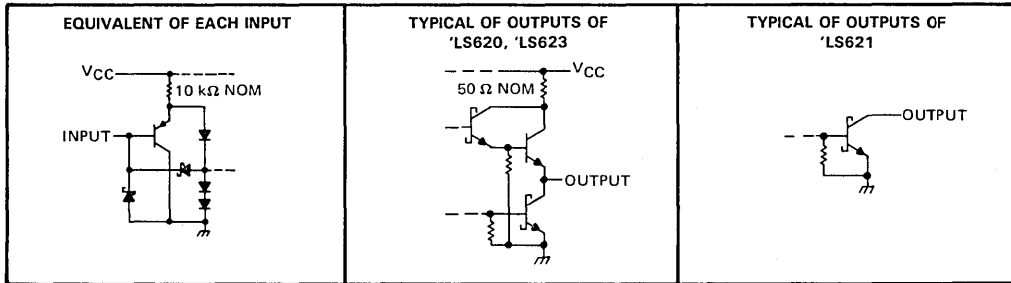 EQUIVALENT OF EACH INPUT
VCC
10 kΩ NOM
INPUT
TYPICAL OF OUTPUTS OF
'LS620, 'LS623
VCC
50 Ω NOM
OUTPUT
TYPICAL OF OUTPUTS OF
'LS621
OUTPUT